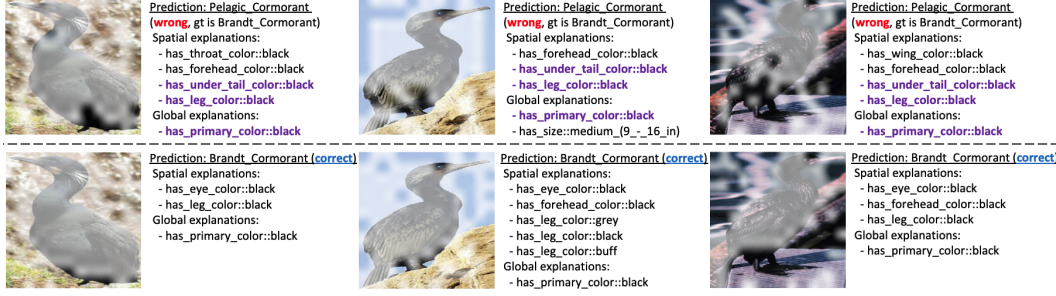 Prediction: Pelagic_Cormorant
(wrong, gt is Brandt_Cormorant)
Spatial explanations:
- has_throat_color::black
- has_forehead_color::black
- has_under_tail_color::black
- has_leg_color::black
Global explanations:
- has_primary_color::black
Prediction: Pelagic_Cormorant
(wrong, gt is Brandt_Cormorant)
Spatial explanations:
- has_forehead_color::black
- has_under_tail_color::black
- has_leg_color::black
Global explanations:
- has_primary_color::black
- has_size::medium_(9_-_16_in)
Prediction: Pelagic_Cormorant
(wrong, gt is Brandt_Cormorant)
Spatial explanations:
- has_wing_color::black
- has_forehead_color::black
- has_under_tail_color::black
- has_leg_color::black
Global explanations:
- has_primary_color::black
Prediction: Brandt_Cormorant (correct)
Spatial explanations:
- has_eye_color::black
- has_leg_color::black
Global explanations:
- has_primary_color::black
Prediction: Brandt_Cormorant (correct)
Spatial explanations:
- has_eye_color::black
- has_forehead_color::black
- has_leg_color::grey
- has_leg_color::black
- has_leg_color::buff
Global explanations:
- has_primary_color::black
Prediction: Brandt_Cormorant (correct)
Spatial explanations:
- has_eye_color::black
- has_forehead_color::black
- has_leg_color::black
Global explanations:
- has_primary_color::black